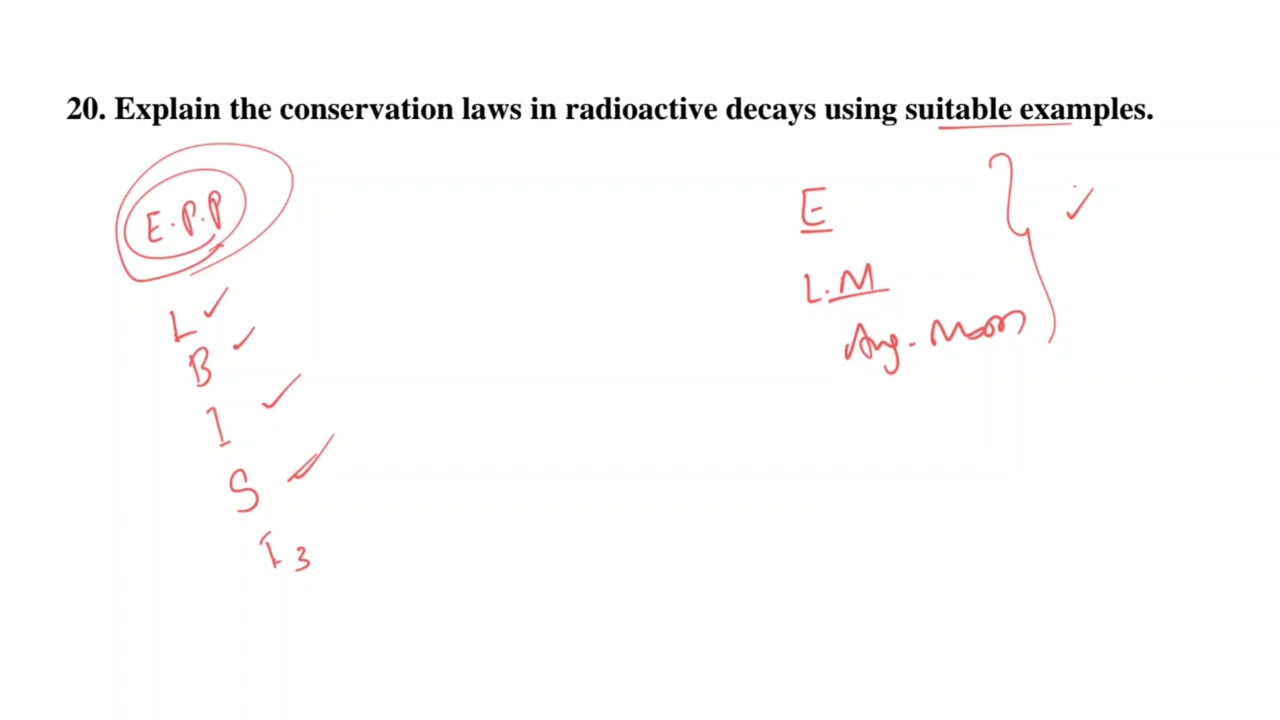 20. Explain the conservation laws in radioactive decays using suitable examples.
E.P.P
L
B
I
S
I3
E
L.M
Ang. Mom